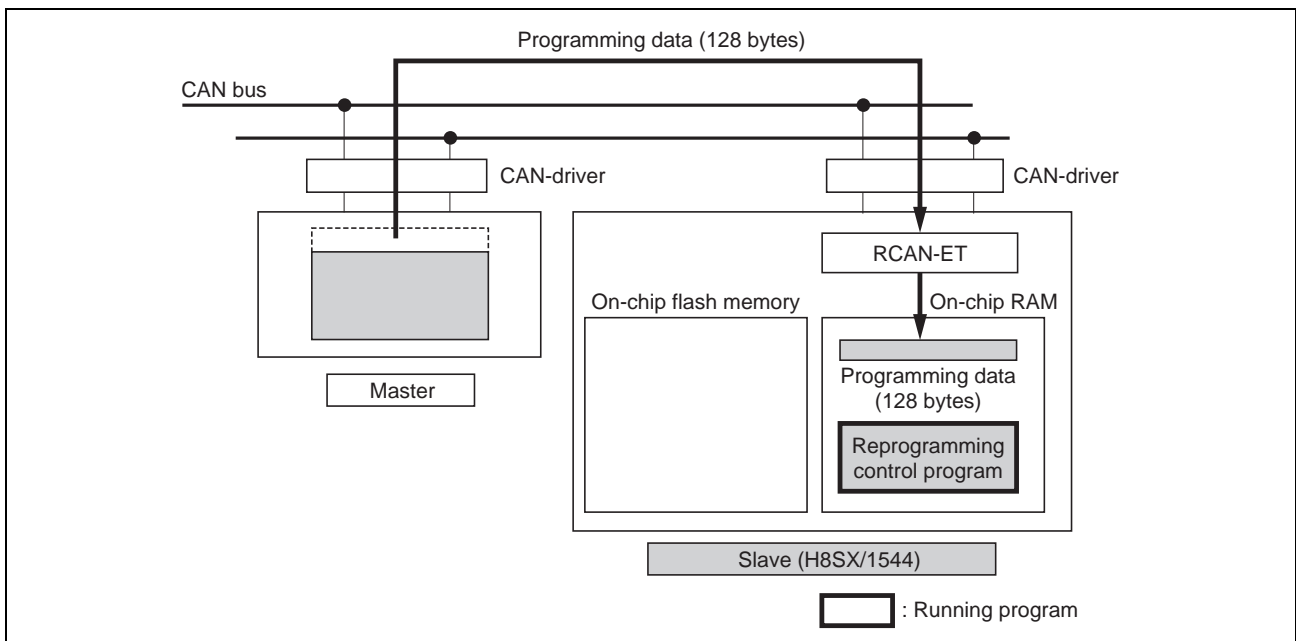 Programming data (128 bytes)
CAN bus
CAN-driver
CAN-driver
RCAN-ET
On-chip flash memory
On-chip RAM
Programming data
(128 bytes)
Master
Reprogramming
control program
Slave (H8SX/1544)
: Running program